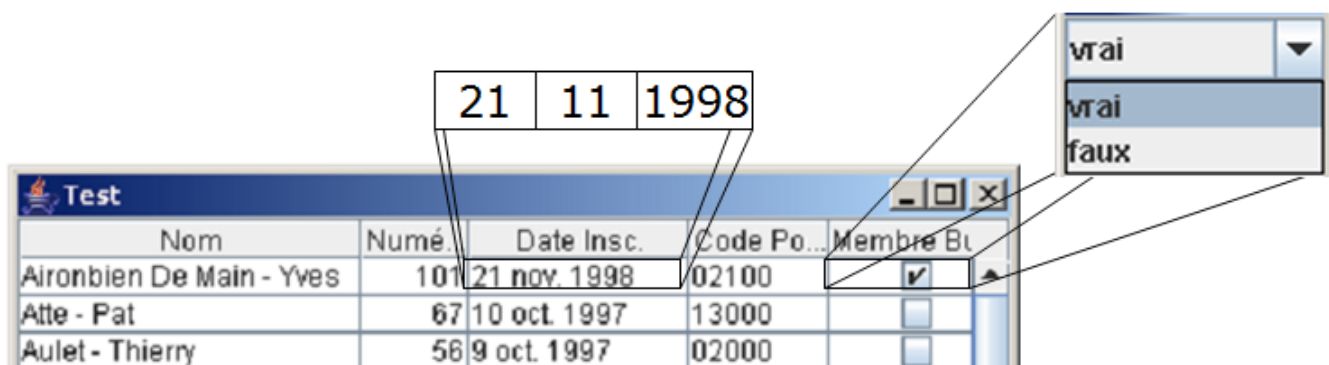 vrai
vrai
faux
21 11 1998
Test
Nom Numé. Date Insc. Code Po... Membre Bu
Aironbien De Main - Yves 101 21 nov. 1998 02100
Atte - Pat 67 10 oct. 1997 13000
Aulet - Thierry 56 9 oct. 1997 02000